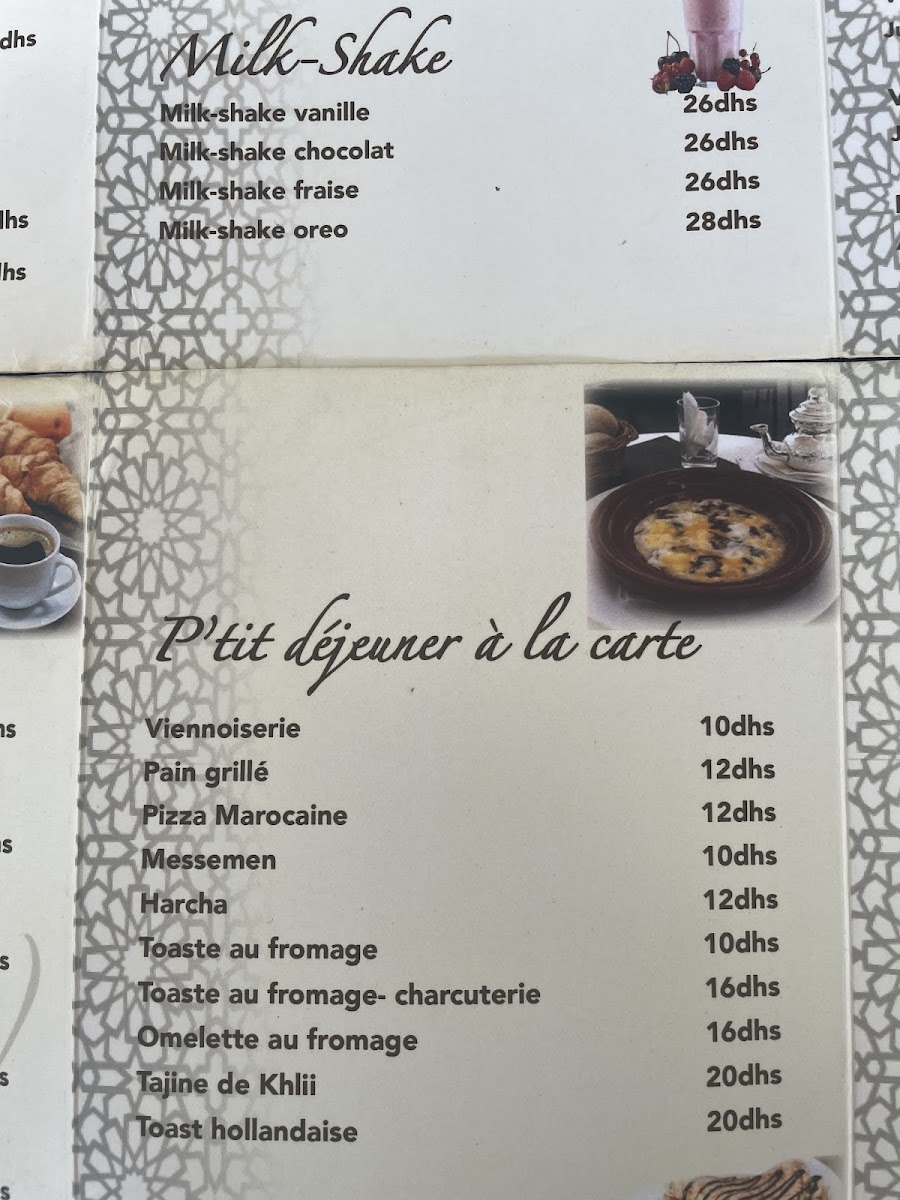 Milk-Shake
Milk-shake vanille 26dhs
Milk-shake chocolat 26dhs
Milk-shake fraise 26dhs
Milk-shake oreo 28dhs
P'tit déjeuner à la carte
Viennoiserie 10dhs
Pain grillé 12dhs
Pizza Marocaine 12dhs
Messemen 10dhs
Harcha 12dhs
Toaste au fromage 10dhs
Toaste au fromage- charcuterie 16dhs
Omelette au fromage 16dhs
Tajine de Khlii 20dhs
Toast hollandaise 20dhs